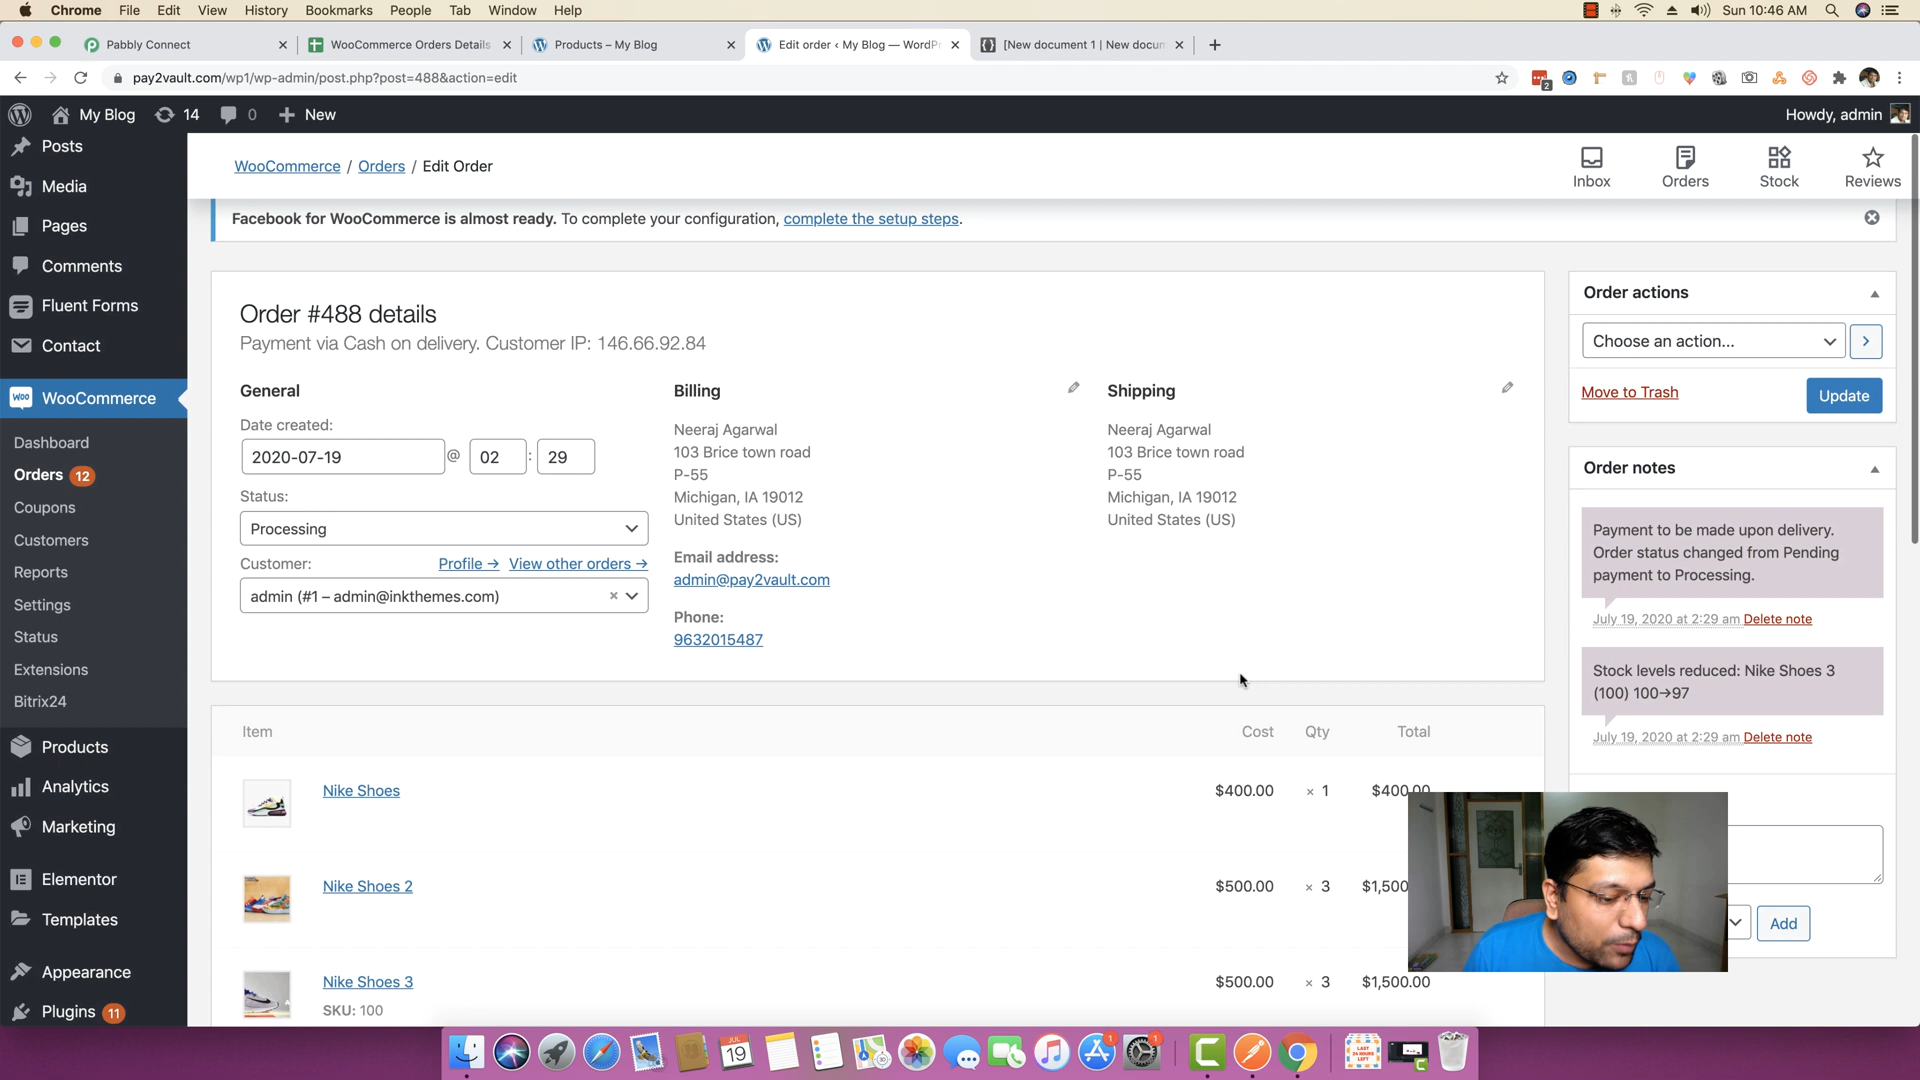 Chrome File Edit View History Bookmarks People Tab Window Help
Sun 10:46 AM
Pabbly Connect
WooCommerce Orders Details
Products – My Blog
Edit order ‹ My Blog — WordPr
[New document 1 | New docun
pay2vault.com/wp1/wp-admin/post.php?post=488&action=edit
2
My Blog 14 0 New
Howdy, admin
Posts
Media
Pages
Comments
Fluent Forms
Contact
WooCommerce
Dashboard
Orders 12
Coupons
Customers
Reports
Settings
Status
Extensions
Bitrix24
Products
Analytics
Marketing
Elementor
Templates
Appearance
Plugins 11
WooCommerce / Orders / Edit Order
Inbox
Orders
Stock
Reviews
Facebook for WooCommerce is almost ready. To complete your configuration, complete the setup steps.
Order #488 details
Payment via Cash on delivery. Customer IP: 146.66.92.84
General
Date created:
2020-07-19 @ 02 : 29
Status:
Processing
Customer: Profile → View other orders →
admin (#1 – admin@inkthemes.com) ×
Billing
Neeraj Agarwal
103 Brice town road
P-55
Michigan, IA 19012
United States (US)
Email address:
admin@pay2vault.com
Phone:
9632015487
Shipping
Neeraj Agarwal
103 Brice town road
P-55
Michigan, IA 19012
United States (US)
Item Cost Qty Total
Nike Shoes $400.00 × 1 $400.00
Nike Shoes 2 $500.00 × 3 $1,500
Nike Shoes 3 $500.00 × 3 $1,500.00
SKU: 100
Order actions
Choose an action...
Move to Trash
Update
Order notes
Payment to be made upon delivery.
Order status changed from Pending
payment to Processing.
July 19, 2020 at 2:29 am Delete note
Stock levels reduced: Nike Shoes 3
(100) 100→97
July 19, 2020 at 2:29 am Delete note
Add
JUL
19
1
1